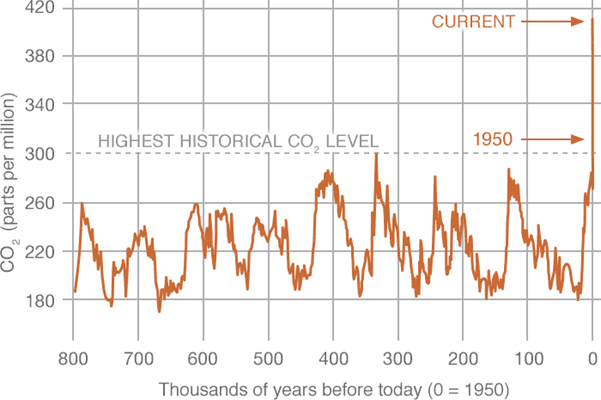 420
CURRENT
380
340
HIGHEST HISTORICAL CO₂ LEVEL
1950
300
260
220
180
CO₂ (parts per million)
800 700 600 500 400 300 200 100 0
Thousands of years before today (0 = 1950)